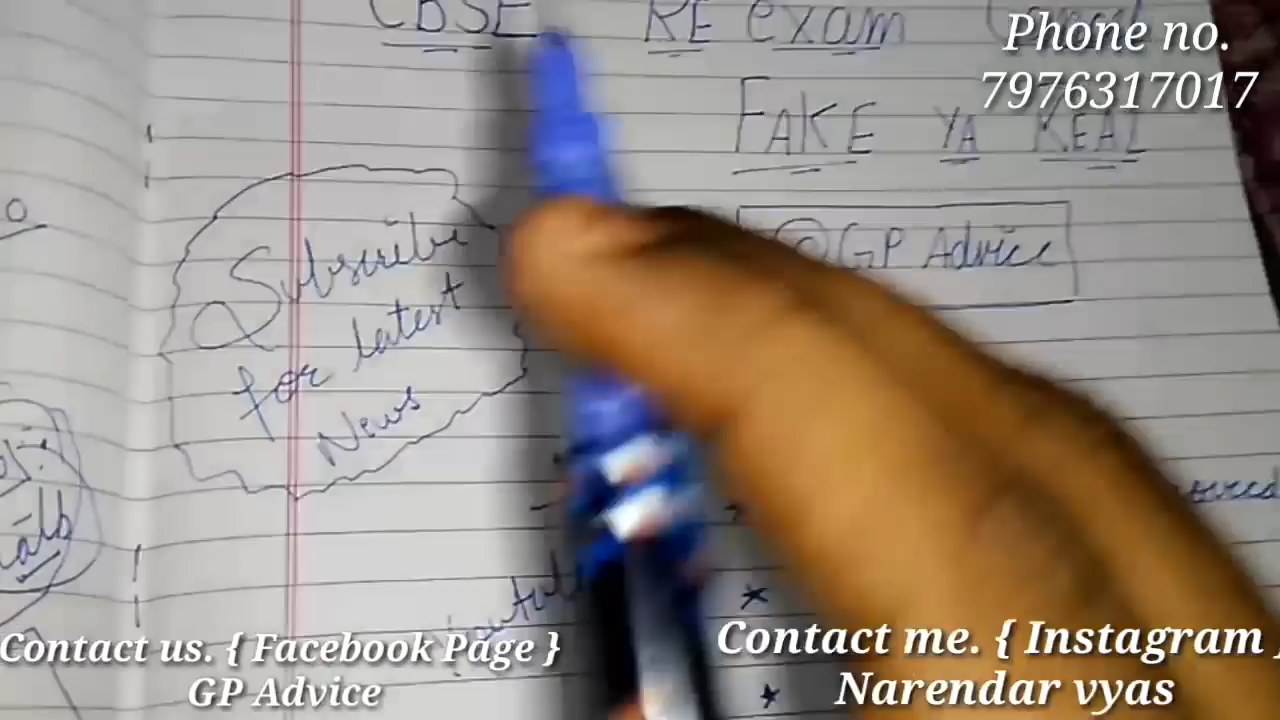 CBSE RE exam Cancel
Phone no.
7976317017
FAKE YA REAL
@GP Advice
Subscribe
for latest
News
Contact us. { Facebook Page }
GP Advice
Contact me. { Instagram }
Narendar vyas